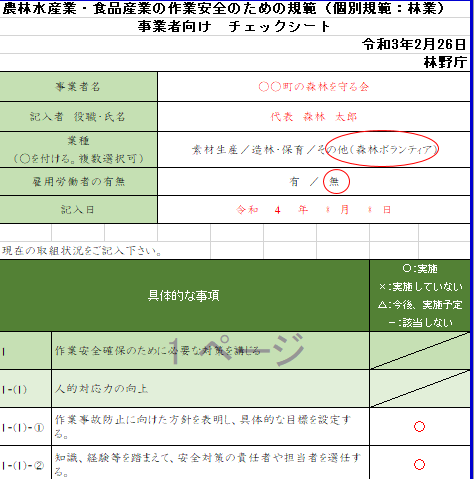 農林水産業・食品産業の作業安全のための規範（個別規範：林業）
事業者向け　チェックシート
令和3年2月26日
林野庁
事業者名　〇〇町の森林を守る会
記入者　役職・氏名　代表　森林　太郎
業種
（〇を付ける。複数選択可）　素材生産／造林・保育／その他（森林ボランティア）
雇用労働者の有無　有　／　無
記入日　令和　4　年　*　月　*　日
現在の取組状況をご記入下さい。
具体的な事項
〇：実施
×：実施していない
△：今後、実施予定
－：該当しない
1　作業安全確保のために必要な対策を講じる
1 ページ
1-(1)　人的対応力の向上
1-(1)-①　作業事故防止に向けた方針を表明し、具体的な目標を設定す
る。　〇
1-(1)-②　知識、経験等を踏まえて、安全対策の責任者や担当者を選任す
る。　〇